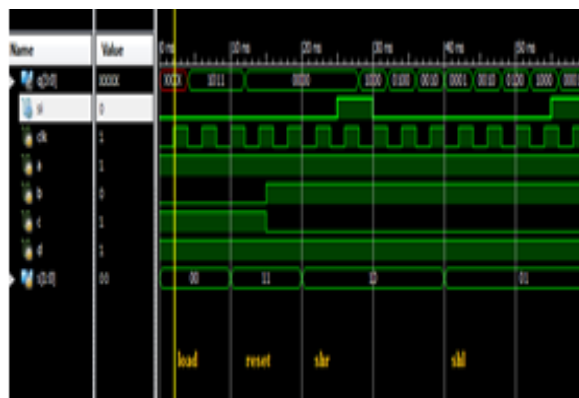 Name Value 0 ns 10 ns 20 ns 30 ns 40 ns 50 ns
q[3:0] XXXX XXXX 1011 0000 1000 0100 0010 0001 0010 0100 1000
si 0
clk 1
a 1
b 0
c 1
d 1
s[1:0] 00 00 11 10 01
load reset shr shl